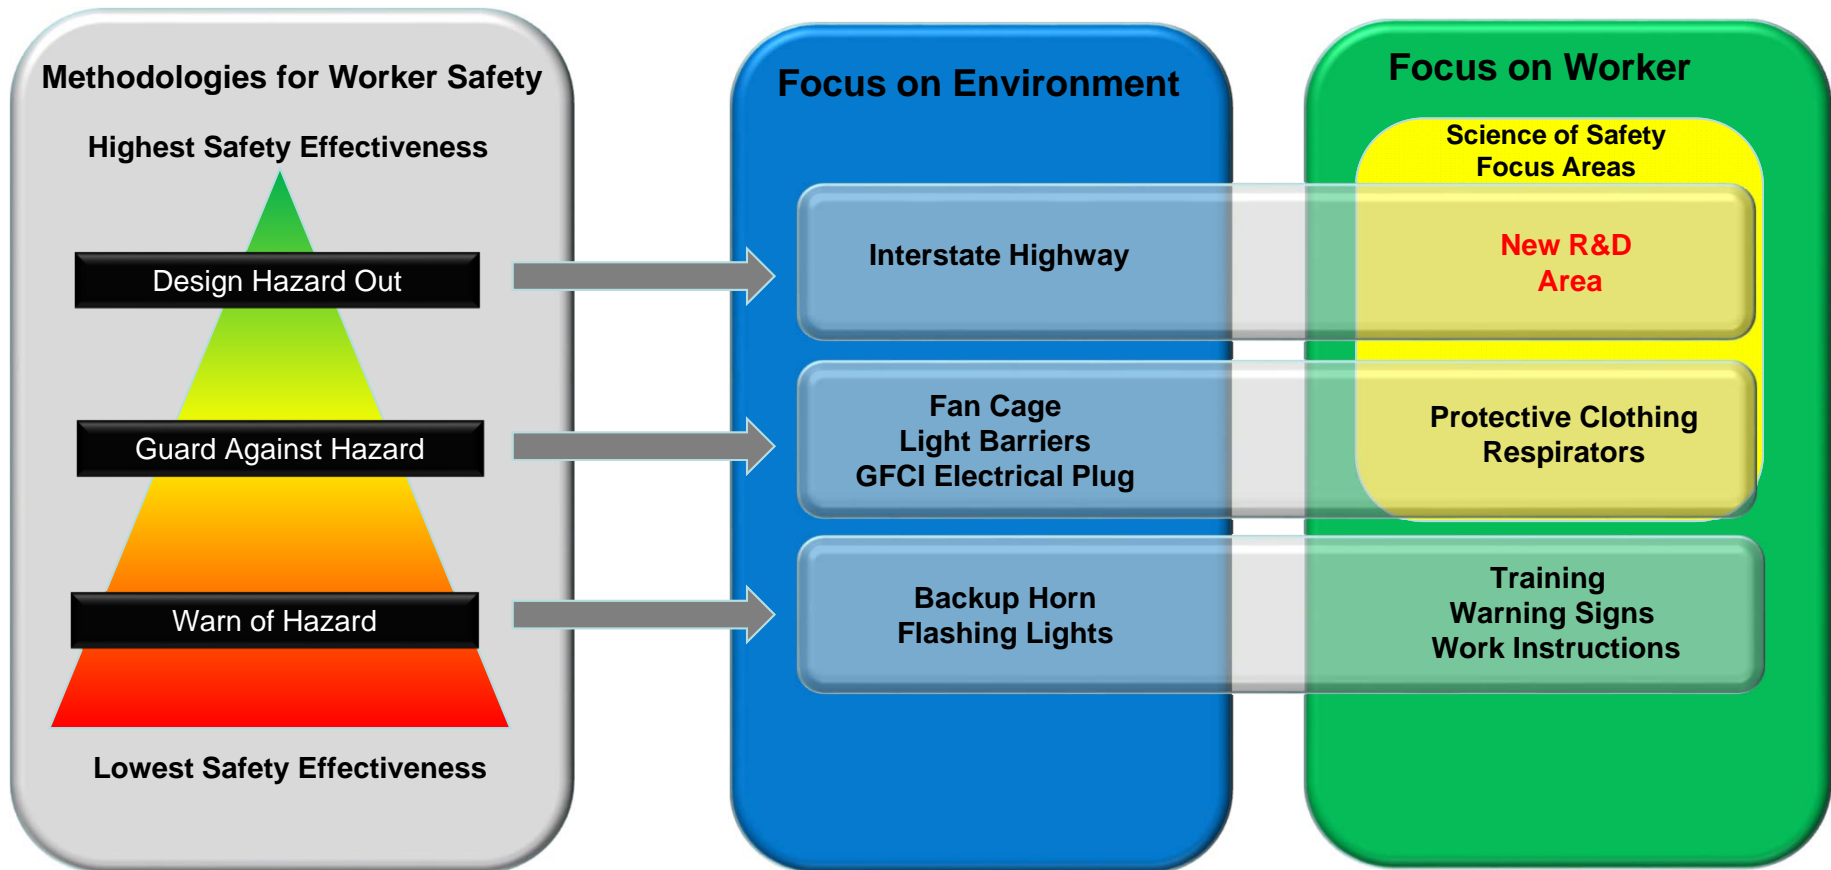 Methodologies for Worker Safety
Highest Safety Effectiveness
Design Hazard Out
Guard Against Hazard
Warn of Hazard
Lowest Safety Effectiveness
Focus on Environment
Interstate Highway
Fan Cage
Light Barriers
GFCI Electrical Plug
Backup Horn
Flashing Lights
Focus on Worker
Science of Safety
Focus Areas
New R&D
Area
Protective Clothing
Respirators
Training
Warning Signs
Work Instructions